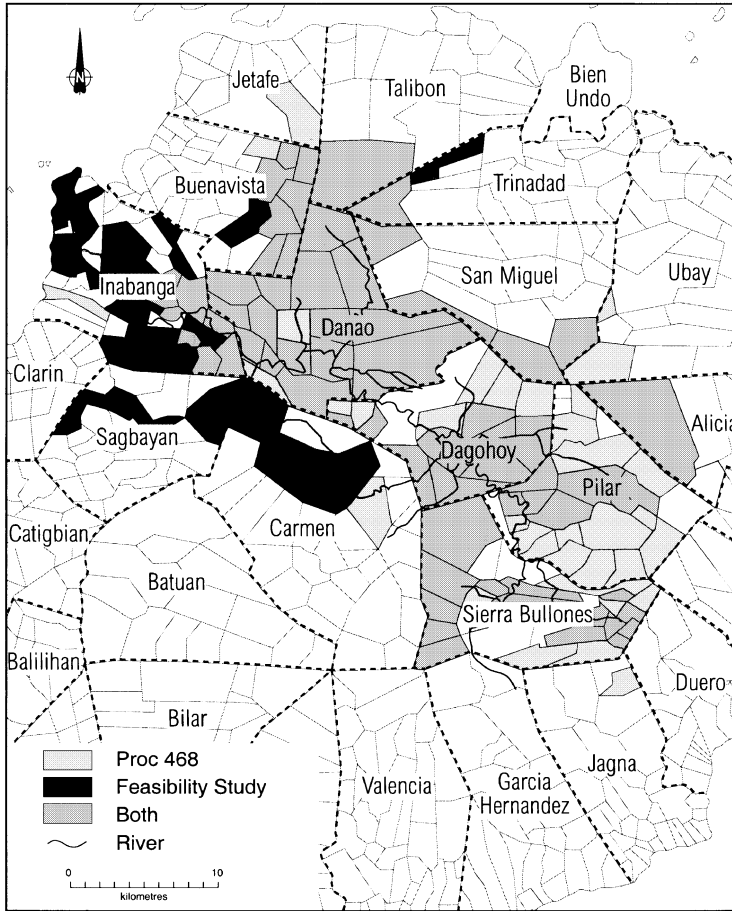 N
Jetafe
Talibon
Bien
Undo
Buenavista
Trinadad
Inabanga
San Miguel
Ubay
Danao
Clarin
Sagbayan
Alicia
Dagohoy
Pilar
Catigbian
Carmen
Batuan
Sierra Bullones
Balilihan
Duero
Bilar
Jagna
Valencia
Garcia
Hernandez
Proc 468
Feasibility Study
Both
River
0 10
kilometres